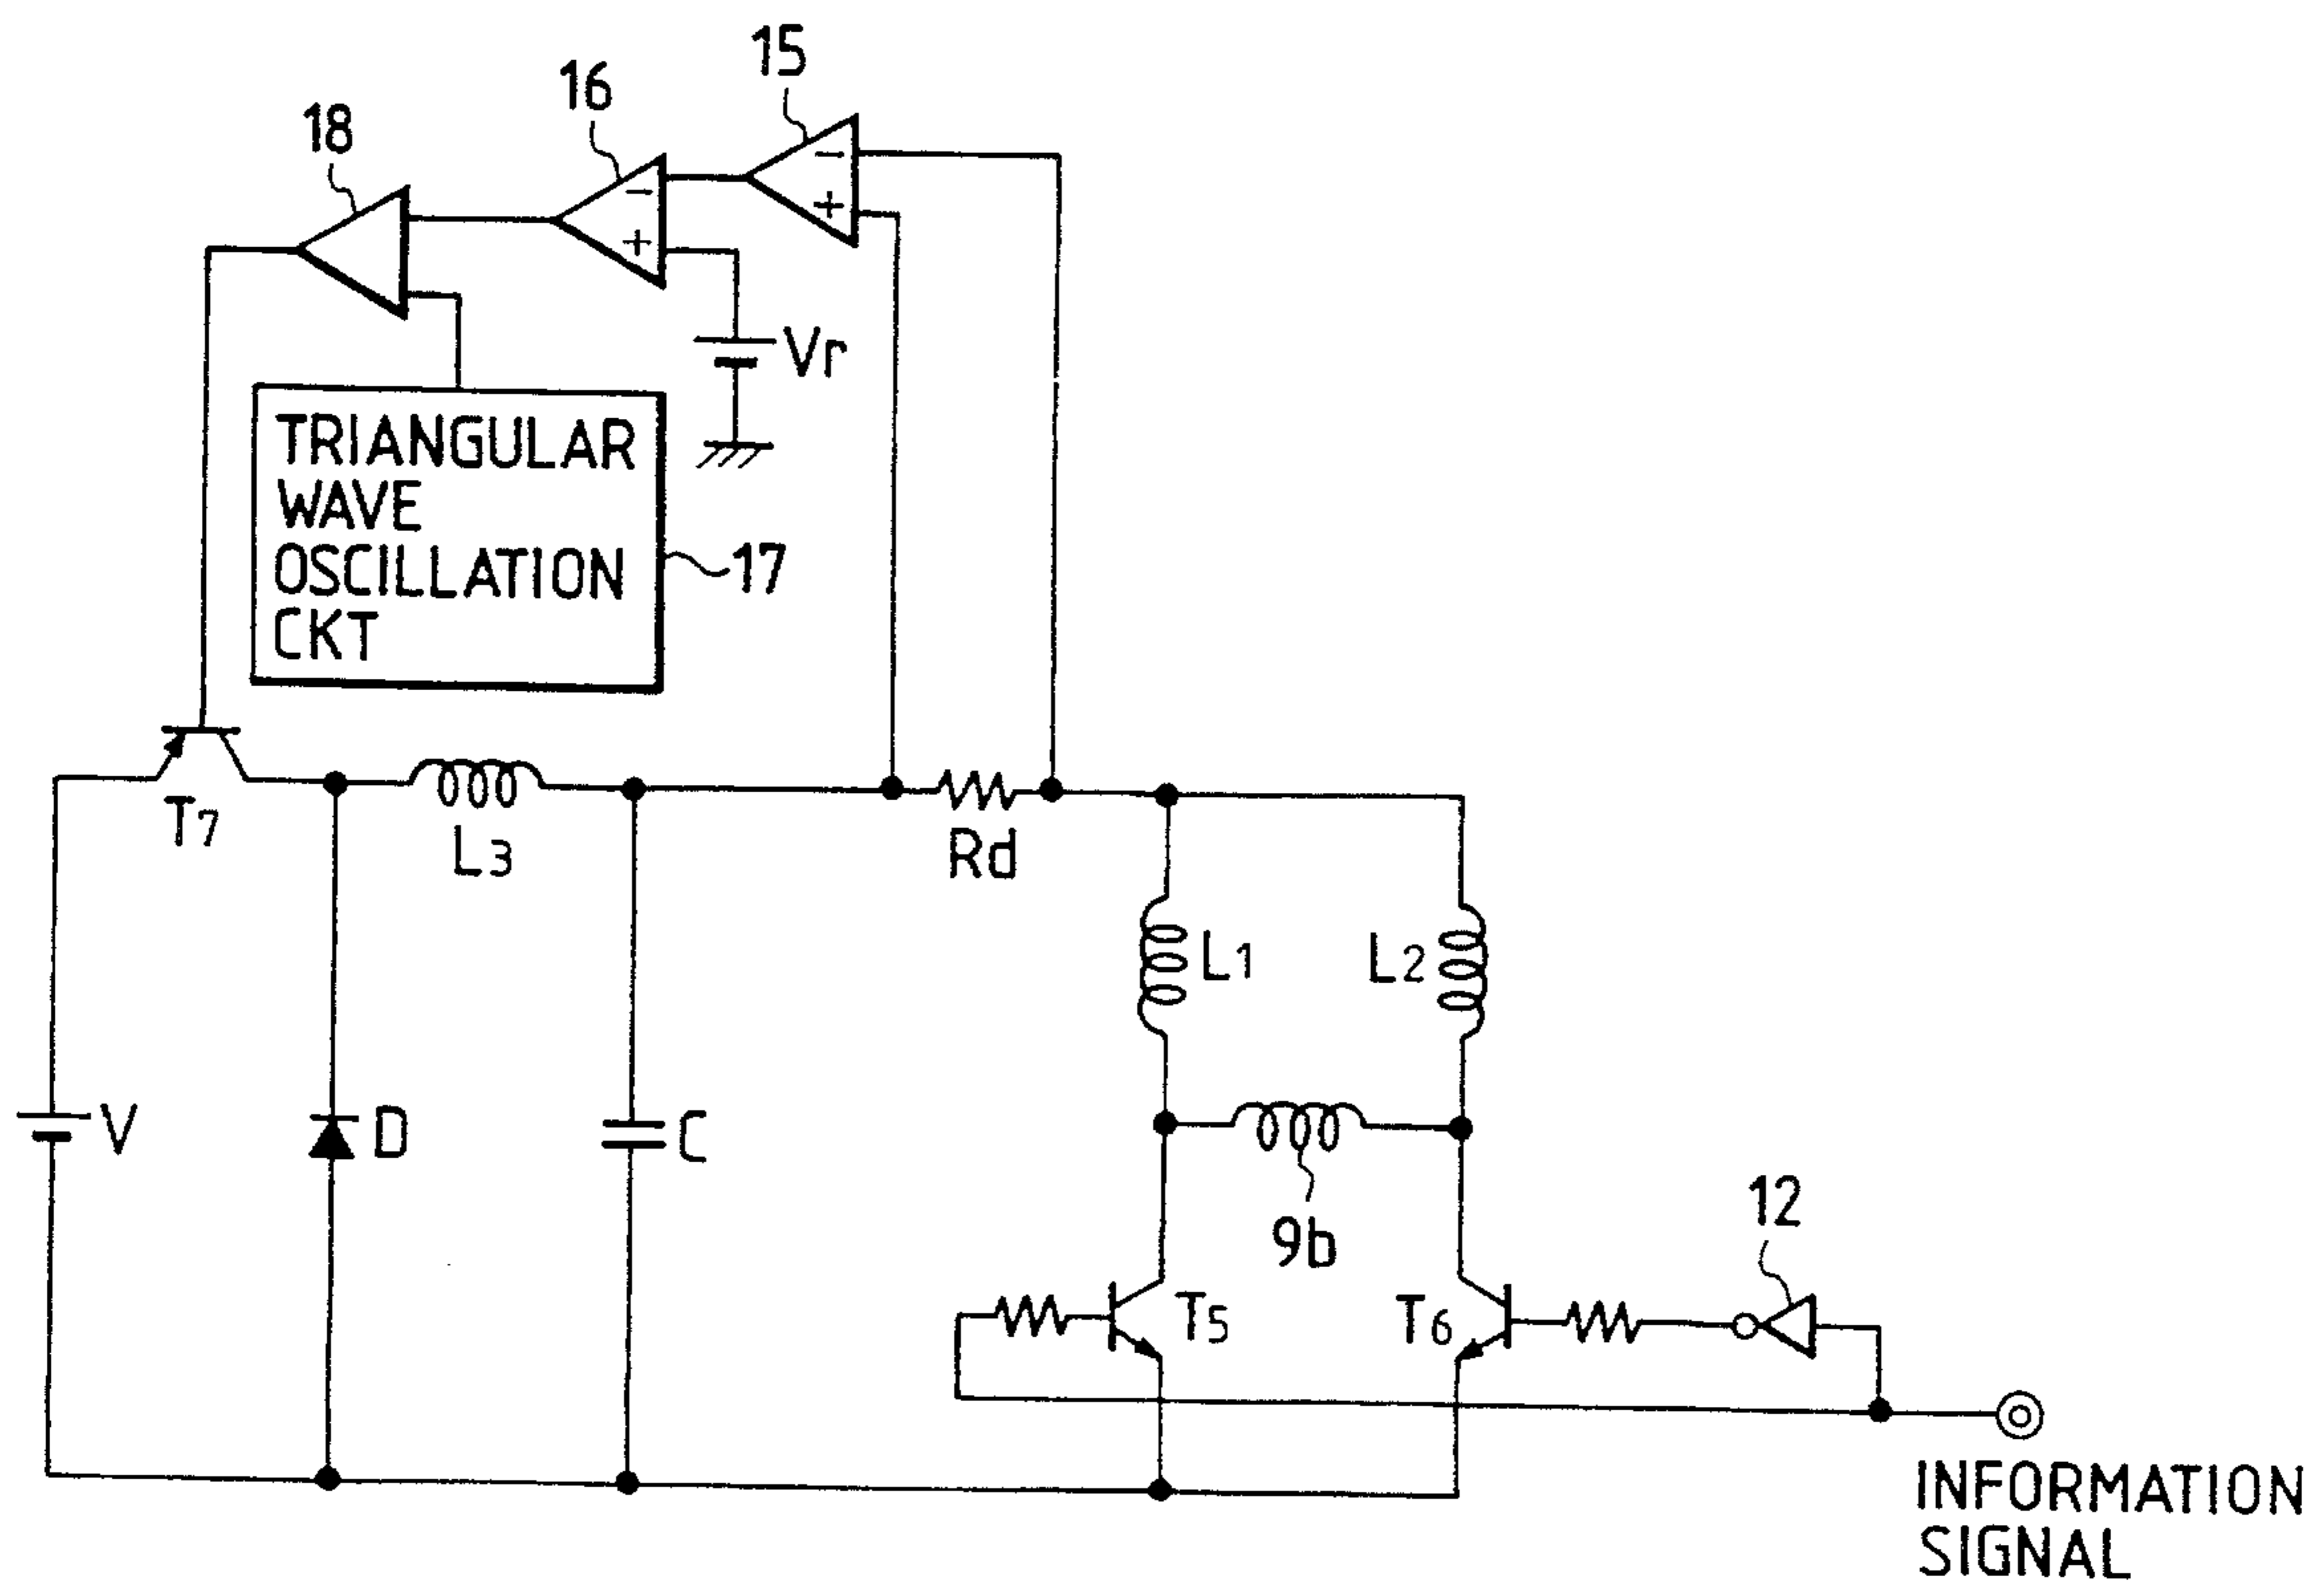 15
16
18
− +
− +
Vr
TRIANGULAR
WAVE
OSCILLATION
CKT
17
T7
L3
Rd
L1
L2
V
D
C
9b
12
T5
T6
INFORMATION
SIGNAL